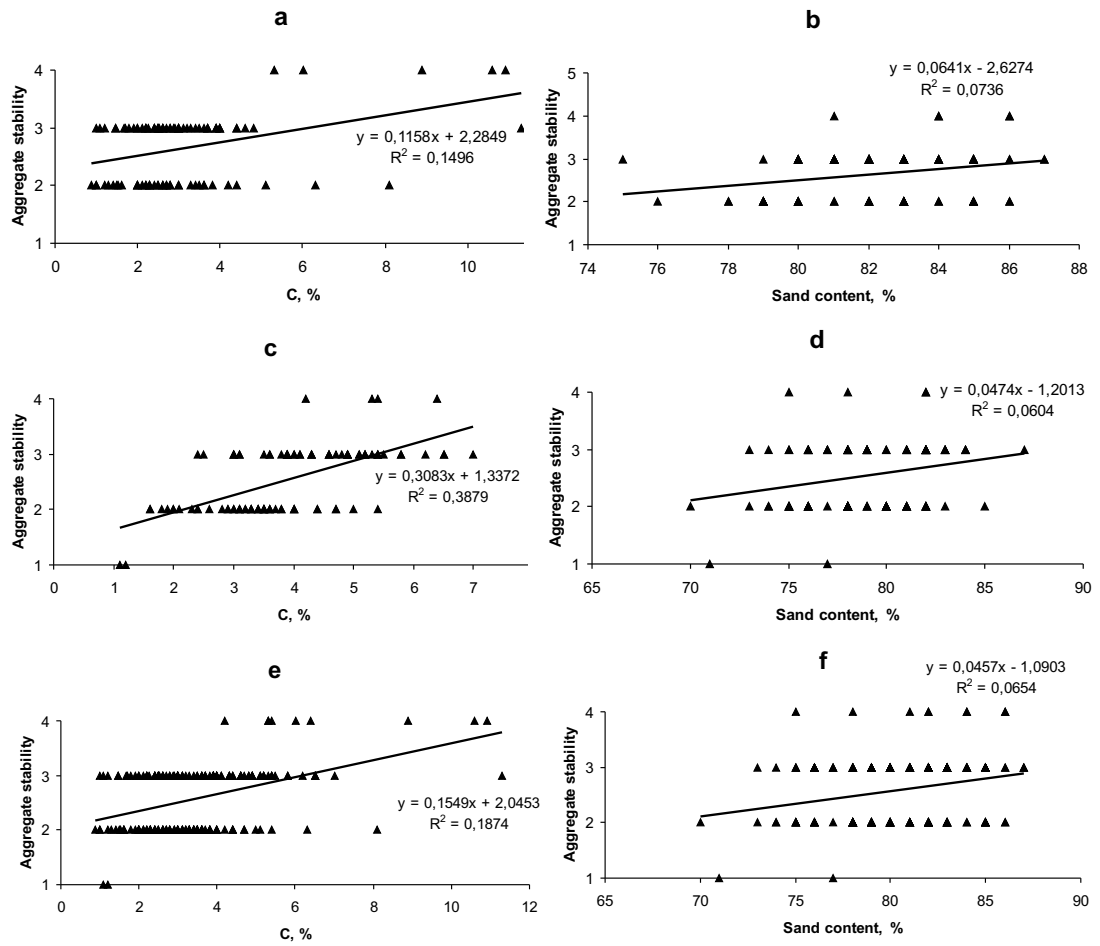 a
Aggregate stability
4
3
2
1
0 2 4 6 8 10
C, %
y = 0,1158x + 2,2849
R² = 0,1496
b
Aggregate stability
5
4
3
2
1
74 76 78 80 82 84 86 88
Sand content, %
y = 0,0641x - 2,6274
R² = 0,0736
c
Aggregate stability
4
3
2
1
0 1 2 3 4 5 6 7
C, %
y = 0,3083x + 1,3372
R² = 0,3879
d
Aggregate stability
4
3
2
1
65 70 75 80 85 90
Sand content, %
y = 0,0474x - 1,2013
R² = 0,0604
e
Aggregate stability
4
3
2
1
0 2 4 6 8 10 12
C, %
y = 0,1549x + 2,0453
R² = 0,1874
f
Aggregate stability
4
3
2
1
65 70 75 80 85 90
Sand content, %
y = 0,0457x - 1,0903
R² = 0,0654